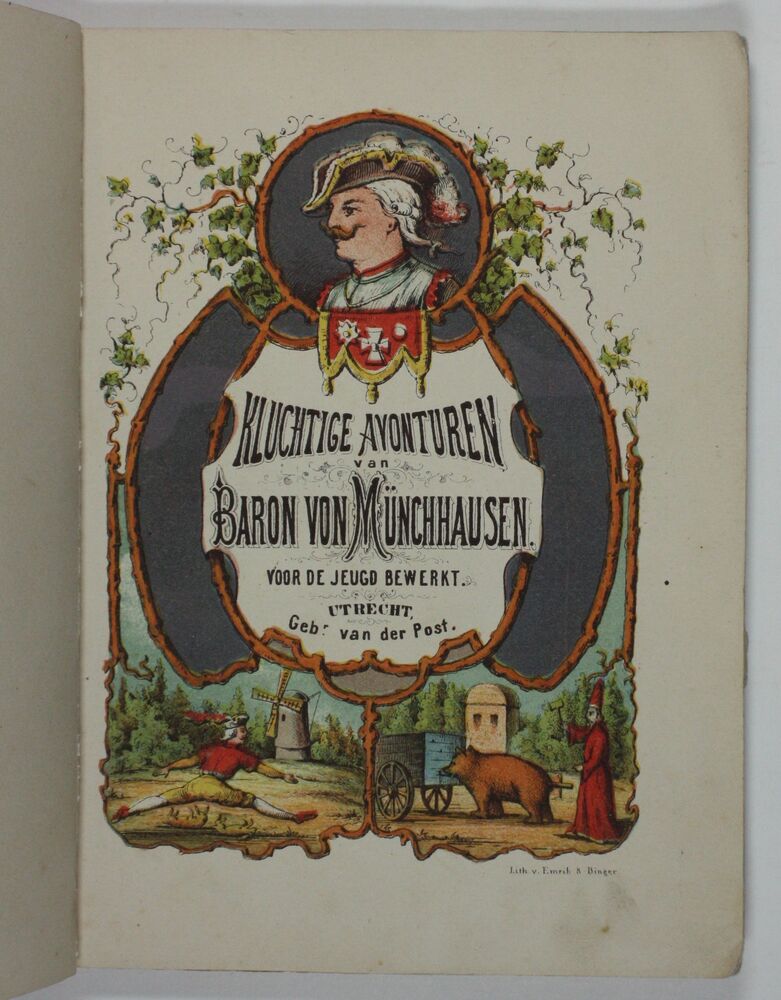 KLUCHTIGE AVONTUREN
van
BARON VON MÜNCHHAUSEN.
VOOR DE JEUGD BEWERKT.
UTRECHT,
Gebr. van der Post.
Lith. v. Emrik & Binger